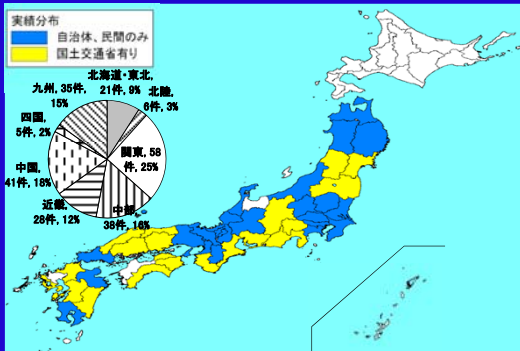 実績分布
自治体、民間のみ
国土交通省有り
北海道・東北,
21件, 9%
北陸,
6件, 3%
関東, 58
件, 25%
中部,
38件, 16%
近畿,
28件, 12%
中国,
41件, 18%
四国,
5件, 2%
九州, 35件,
15%